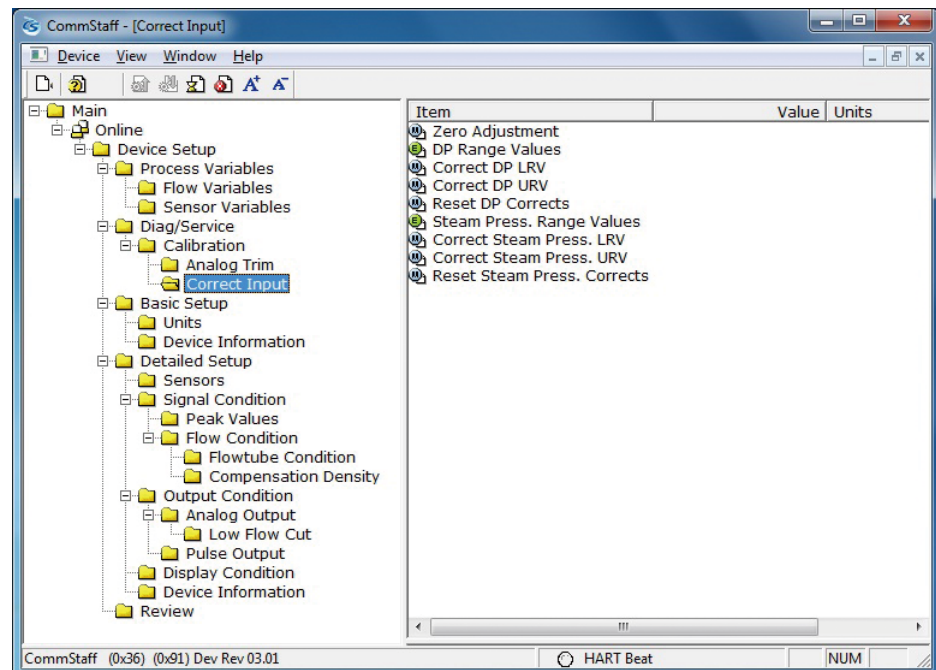 CommStaff - [Correct Input]
Device View Window Help
Main
Online
Device Setup
Process Variables
Flow Variables
Sensor Variables
Diag/Service
Calibration
Analog Trim
Correct Input
Basic Setup
Units
Device Information
Detailed Setup
Sensors
Signal Condition
Peak Values
Flow Condition
Flowtube Condition
Compensation Density
Output Condition
Analog Output
Low Flow Cut
Pulse Output
Display Condition
Device Information
Review
Item Value Units
Zero Adjustment
DP Range Values
Correct DP LRV
Correct DP URV
Reset DP Corrects
Steam Press. Range Values
Correct Steam Press. LRV
Correct Steam Press. URV
Reset Steam Press. Corrects
CommStaff (0x36) (0x91) Dev Rev 03.01 HART Beat NUM